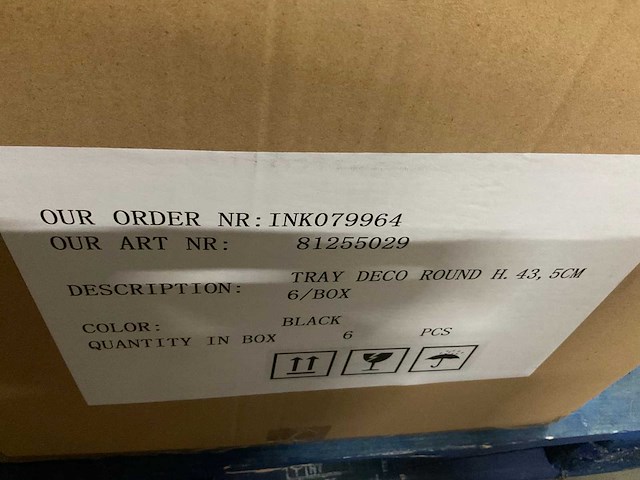 OUR ORDER NR:INK079964
OUR ART NR: 81255029
DESCRIPTION: TRAY DECO ROUND H.43,5CM
6/BOX
COLOR: BLACK
QUANTITY IN BOX 6 PCS